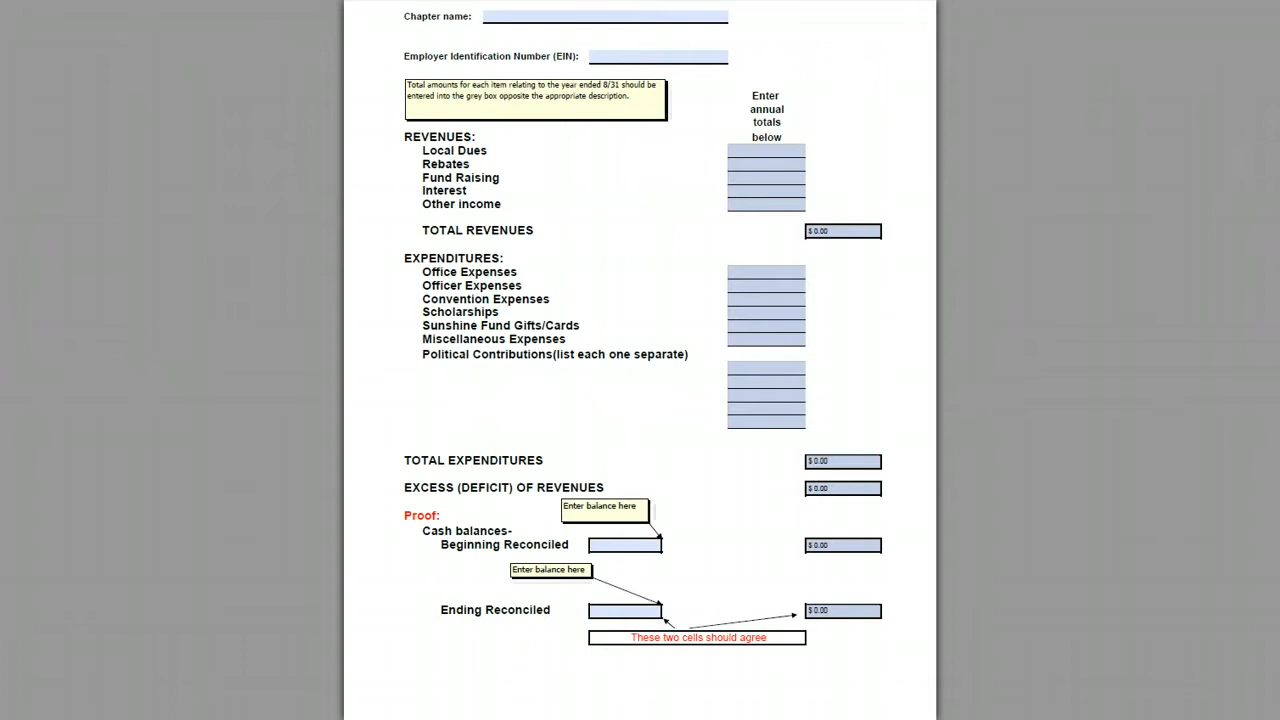 Chapter name:
Employer Identification Number (EIN):
Total amounts for each item relating to the year ended 8/31 should be
entered into the grey box opposite the appropriate description.
Enter
annual
totals
below
REVENUES:
Local Dues
Rebates
Fund Raising
Interest
Other income
TOTAL REVENUES $ 0.00
EXPENDITURES:
Office Expenses
Officer Expenses
Convention Expenses
Scholarships
Sunshine Fund Gifts/Cards
Miscellaneous Expenses
Political Contributions(list each one separate)
TOTAL EXPENDITURES $ 0.00
EXCESS (DEFICIT) OF REVENUES $ 0.00
Enter balance here
Proof:
Cash balances-
Beginning Reconciled $ 0.00
Enter balance here
Ending Reconciled $ 0.00
These two cells should agree